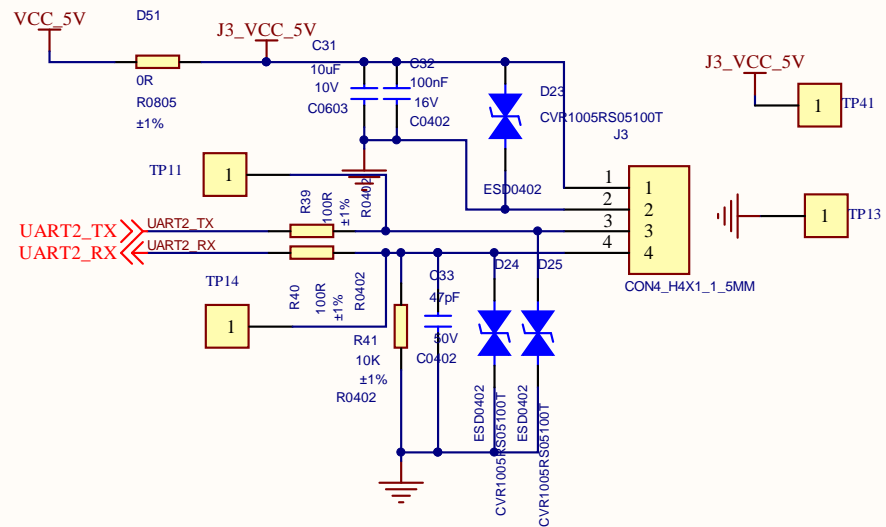 D51
VCC_5V
J3_VCC_5V
C31
10uF
10V
C0603
C32
100nF
16V
C0402
0R
R0805
±1%
D23
CVR1005RS05100T
J3
ESD0402
J3_VCC_5V
1
TP41
TP11
1
R39
100R
±1%
R0402
1
2
3
4
1
2
3
4
CON4_H4X1_1_5MM
1
TP13
UART2_TX
UART2_TX
UART2_RX
UART2_RX
TP14
1
R40
100R
±1%
R0402
C33
47pF
50V
C0402
R41
10K
±1%
R0402
D24
ESD0402
CVR1005RS05100T
D25
ESD0402
CVR1005RS05100T